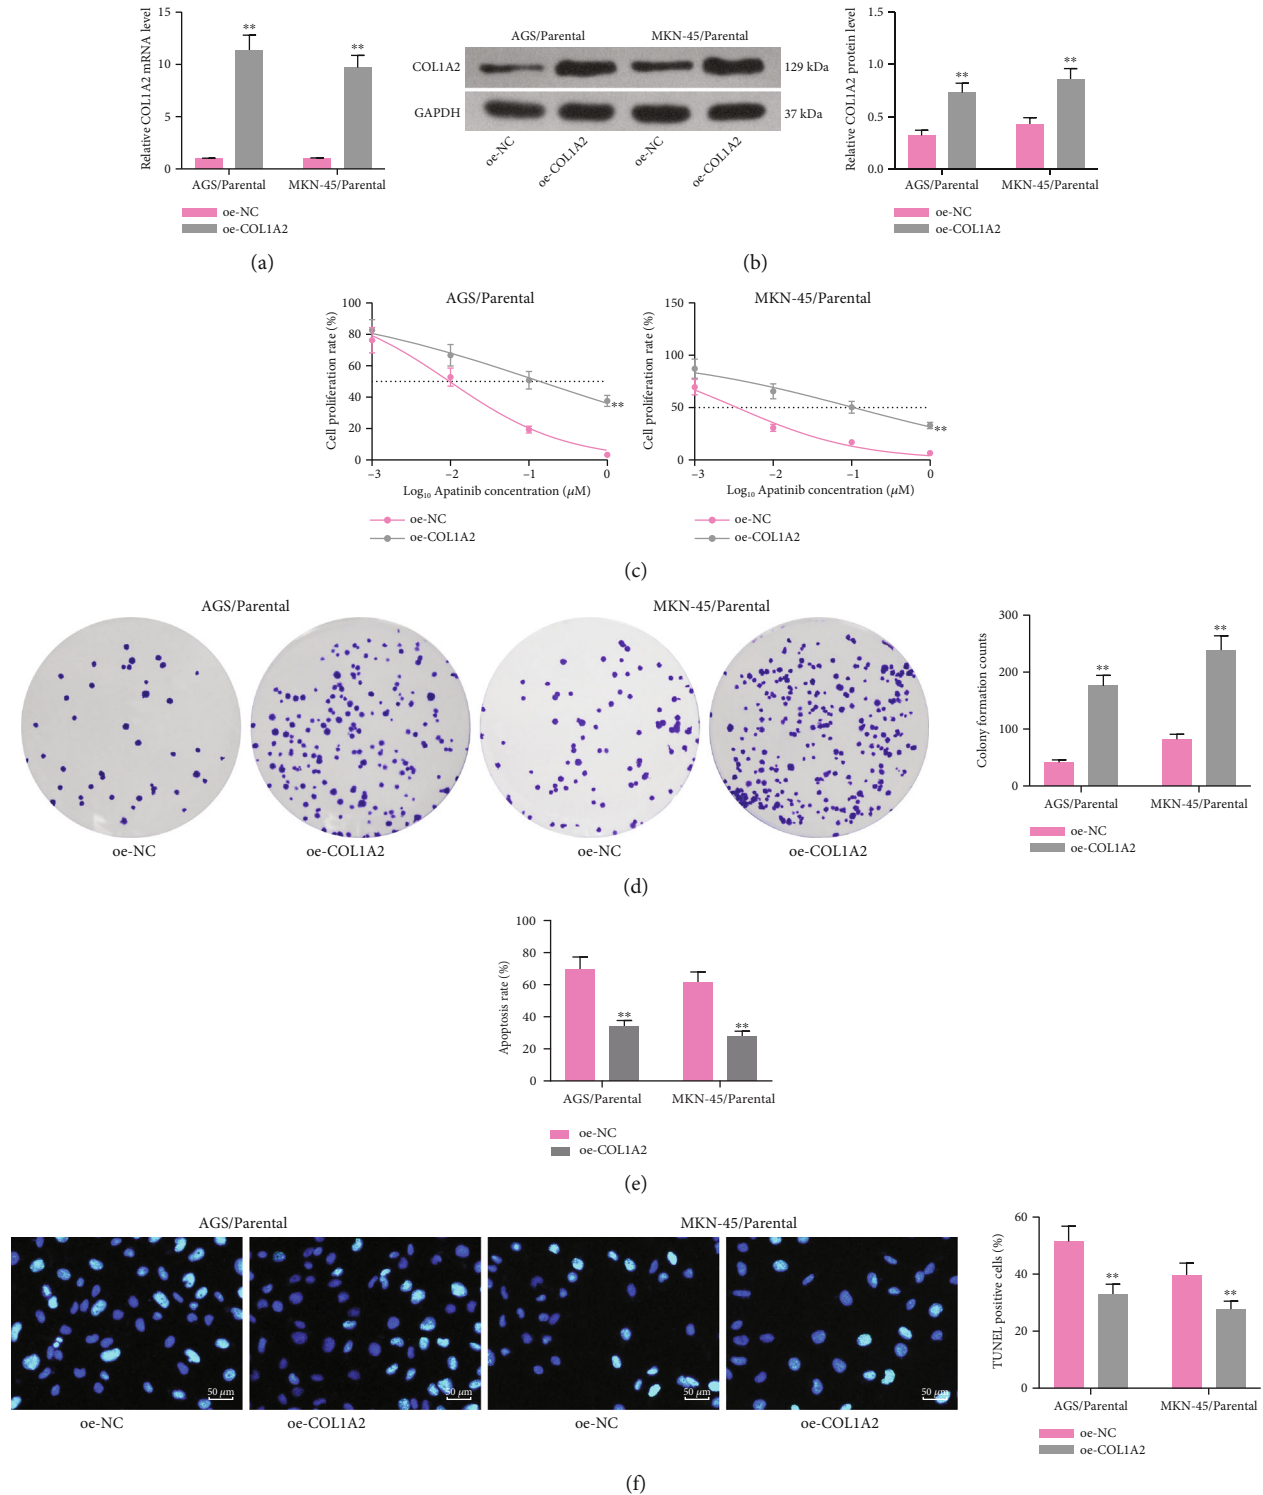 Relative COL1A2 mRNA level
15
10
5
0
**
**
AGS/Parental
MKN-45/Parental
oe-NC
oe-COL1A2
(a)
AGS/Parental
MKN-45/Parental
COL1A2
129 kDa
GAPDH
37 kDa
oe-NC
oe-COL1A2
oe-NC
oe-COL1A2
Relative COL1A2 protein level
1.5
1.0
0.5
0.0
**
**
AGS/Parental
MKN-45/Parental
oe-NC
oe-COL1A2
(b)
AGS/Parental
Cell proliferation rate (%)
100
80
60
40
20
0
**
−3
−2
−1
0
Log₁₀ Apatinib concentration (μM)
oe-NC
oe-COL1A2
MKN-45/Parental
Cell proliferation rate (%)
150
100
50
0
**
−3
−2
−1
0
Log₁₀ Apatinib concentration (μM)
oe-NC
oe-COL1A2
(c)
AGS/Parental
MKN-45/Parental
oe-NC
oe-COL1A2
oe-NC
oe-COL1A2
Colony formation counts
300
200
100
0
**
**
AGS/Parental
MKN-45/Parental
oe-NC
oe-COL1A2
(d)
Apoptosis rate (%)
100
80
60
40
20
0
**
**
AGS/Parental
MKN-45/Parental
oe-NC
oe-COL1A2
(e)
AGS/Parental
MKN-45/Parental
50 μm
50 μm
50 μm
50 μm
oe-NC
oe-COL1A2
oe-NC
oe-COL1A2
TUNEL positive cells (%)
60
40
20
0
**
**
AGS/Parental
MKN-45/Parental
oe-NC
oe-COL1A2
(f)